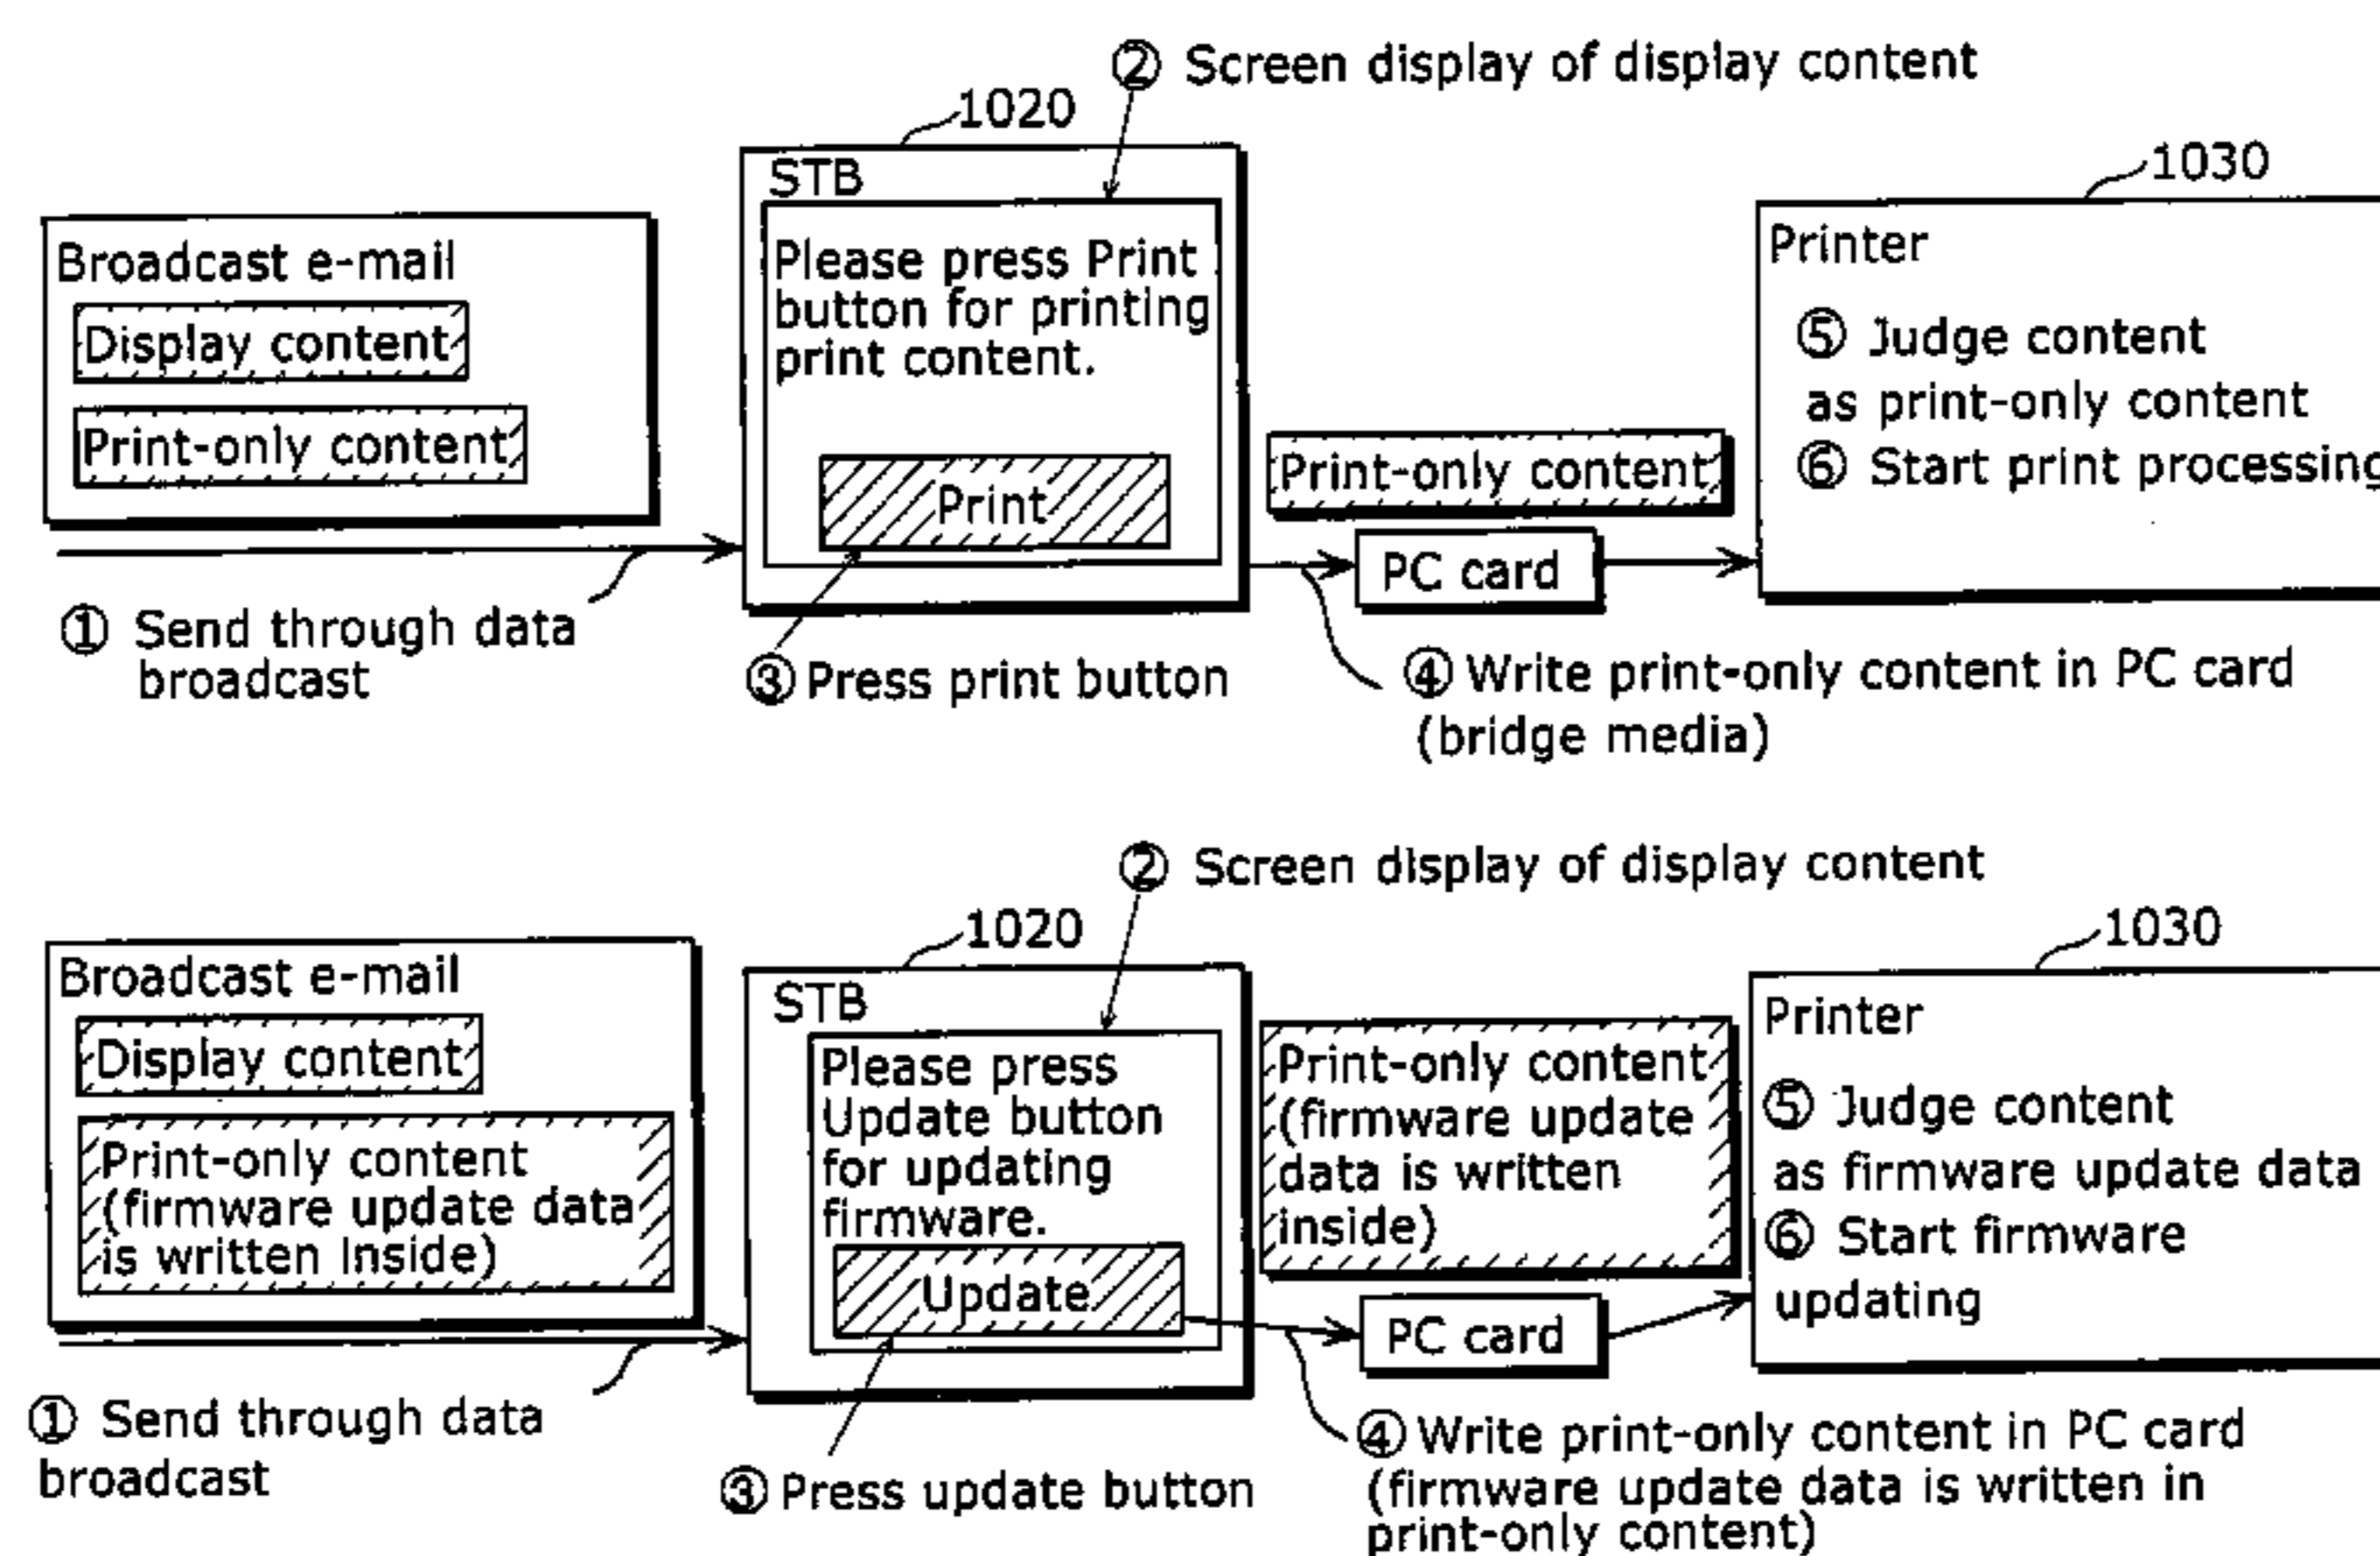 ② Screen display of display content
1020
STB
1030
Broadcast e-mail
Display content
Print-only content
Please press Print
button for printing
print content.
Print
Print-only content
PC card
Printer
⑤ Judge content
as print-only content
⑥ Start print processing
① Send through data
broadcast
③ Press print button
④ Write print-only content in PC card
(bridge media)
② Screen display of display content
1020
STB
1030
Broadcast e-mail
Display content
Print-only content
(firmware update data
is written inside)
Please press
Update button
for updating
firmware.
Update
Print-only content
(firmware update
data is written
inside)
PC card
Printer
⑤ Judge content
as firmware update data
⑥ Start firmware
updating
① Send through data
broadcast
③ Press update button
④ Write print-only content in PC card
(firmware update data is written in
print-only content)